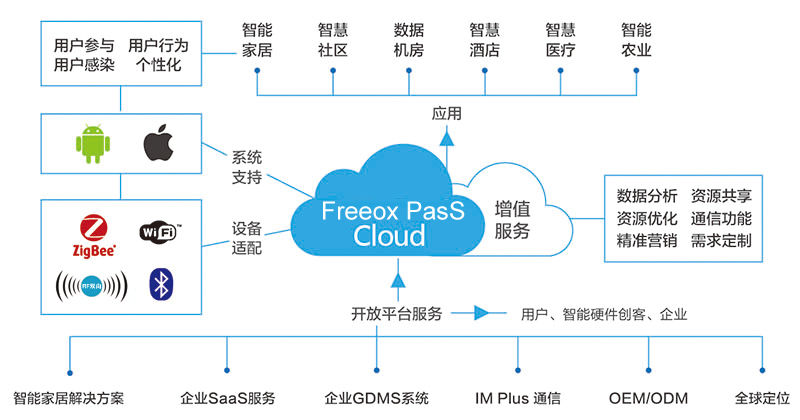 用户参与 用户行为
用户感染 个性化
智能
家居
智慧
社区
数据
机房
智慧
酒店
智慧
医疗
智能
农业
应用
系统
支持
设备
适配
ZigBee
WiFi™
RF双向
Freeox PasS
Cloud
增值
服务
数据分析 资源共享
资源优化 通信功能
精准营销 需求定制
开放平台服务
用户、智能硬件创客、企业
智能家居解决方案
企业SaaS服务
企业GDMS系统
IM Plus 通信
OEM/ODM
全球定位